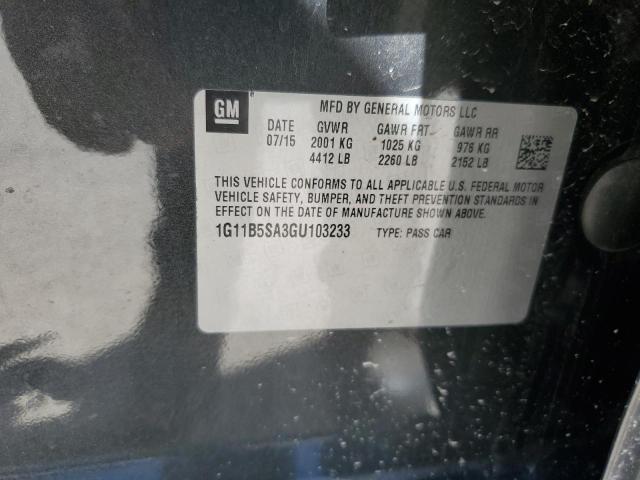 GM
MFD BY GENERAL MOTORS LLC
DATE GVWR GAWR FRT GAWR RR
07/15 2001 KG 1025 KG 976 KG
4412 LB 2260 LB 2152 LB
THIS VEHICLE CONFORMS TO ALL APPLICABLE U.S. FEDERAL MOTOR
VEHICLE SAFETY, BUMPER, AND THEFT PREVENTION STANDARDS
IN EFFECT ON THE DATE OF MANUFACTURE SHOWN ABOVE.
1G11B5SA3GU103233 TYPE: PASS CAR